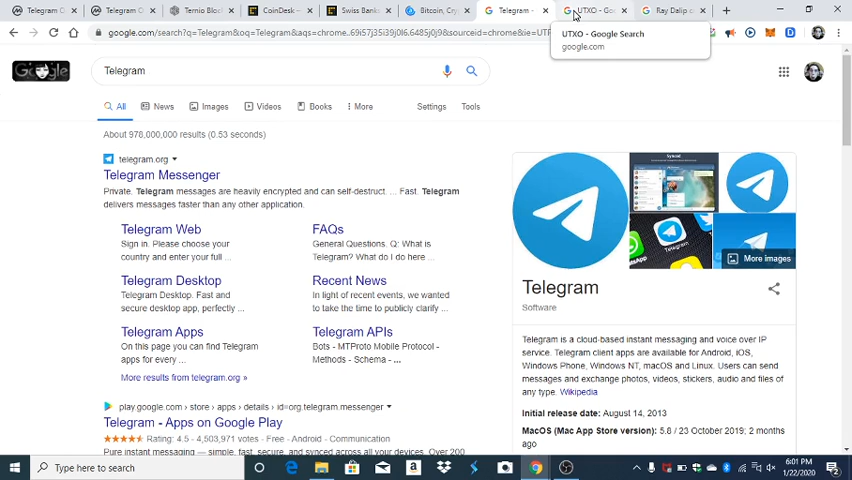 Telegram D
Telegram O
Ternio Bloc
CoinDesk –
Swiss Bank
Bitcoin, Cry
Telegram -
UTXO - Goo
Ray Dalip c
google.com/search?q=Telegram&oq=Telegram&aqs=chrome..69i57j35i39j0l6.6485j0j9&sourceid=chrome&ie=UTF
UTXO - Google Search
google.com
Google
Telegram
All
News
Images
Videos
Books
More
Settings
Tools
About 978,000,000 results (0.53 seconds)
telegram.org
Telegram Messenger
Private. Telegram messages are heavily encrypted and can self-destruct. ... Fast. Telegram
delivers messages faster than any other application.
Telegram Web
Sign in. Please choose your
country and enter your full ...
FAQs
General Questions. Q: What is
Telegram? What do I do here ...
Telegram Desktop
Telegram Desktop. Fast and
secure desktop app, perfectly ...
Recent News
In light of recent events, we wanted
to take the time to publicly clarify ...
Telegram Apps
On this page you can find Telegram
apps for every ...
Telegram APIs
Bots - MTProto Mobile Protocol -
Methods - Schema - ...
More results from telegram.org »
play.google.com › store › apps › details › id=org.telegram.messenger
Telegram - Apps on Google Play
Rating: 4.5 - 4,503,971 votes - Free - Android - Communication
Pure instant messaging — simple, fast, secure, and synced across all your devices. Over 200
Synced
Telegram
WhatsApp
More images
Telegram
Software
Telegram is a cloud-based instant messaging and voice over IP
service. Telegram client apps are available for Android, iOS,
Windows Phone, Windows NT, macOS and Linux. Users can send
messages and exchange photos, videos, stickers, audio and files of
any type. Wikipedia
Initial release date: August 14, 2013
MacOS (Mac App Store version): 5.8 / 23 October 2019; 2 months
ago
Type here to search
6:01 PM
1/22/2020